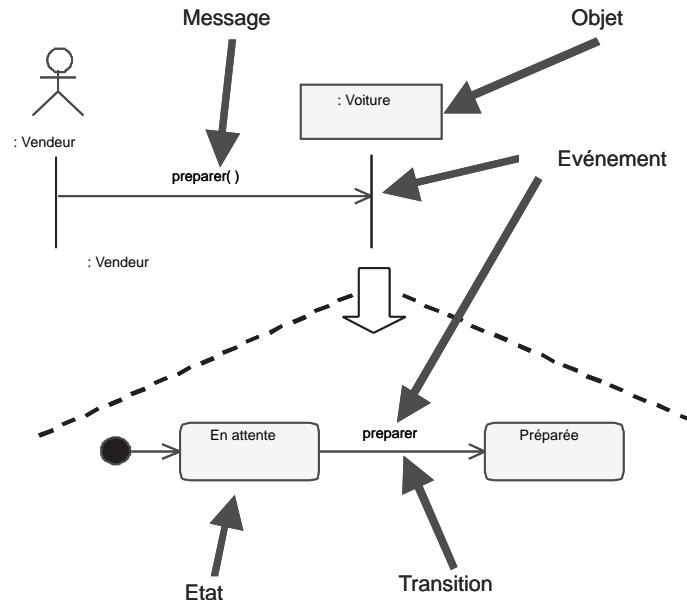 Message
Objet
: Voiture
: Vendeur
Evénement
preparer( )
: Vendeur
En attente
preparer
Préparée
Etat
Transition